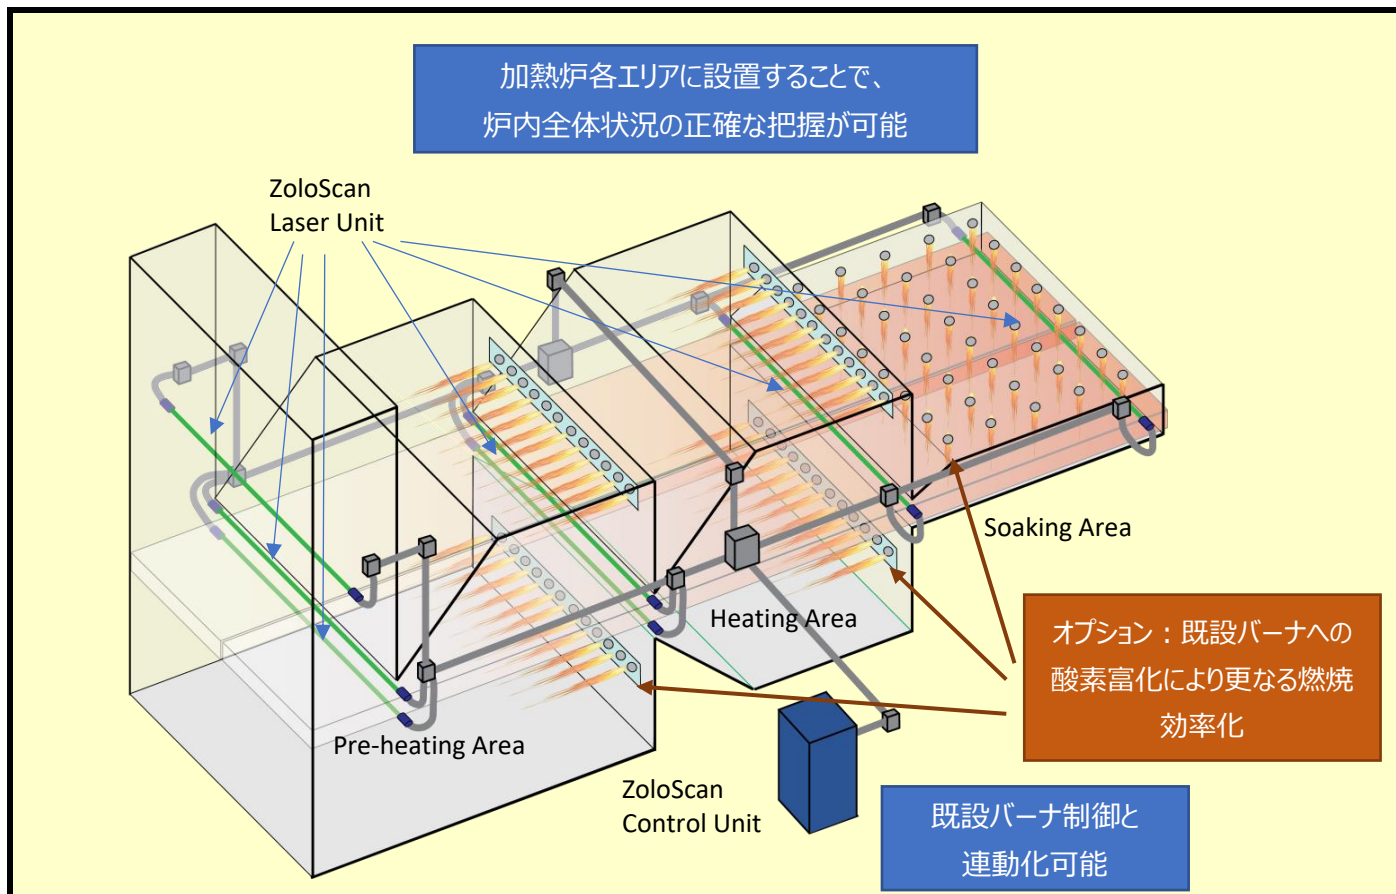 加熱炉各エリアに設置することで、
炉内全体状況の正確な把握が可能
ZoloScan
Laser Unit
Soaking Area
Heating Area
オプション：既設バーナへの
酸素富化により更なる燃焼
効率化
Pre-heating Area
ZoloScan
Control Unit
既設バーナ制御と
連動化可能